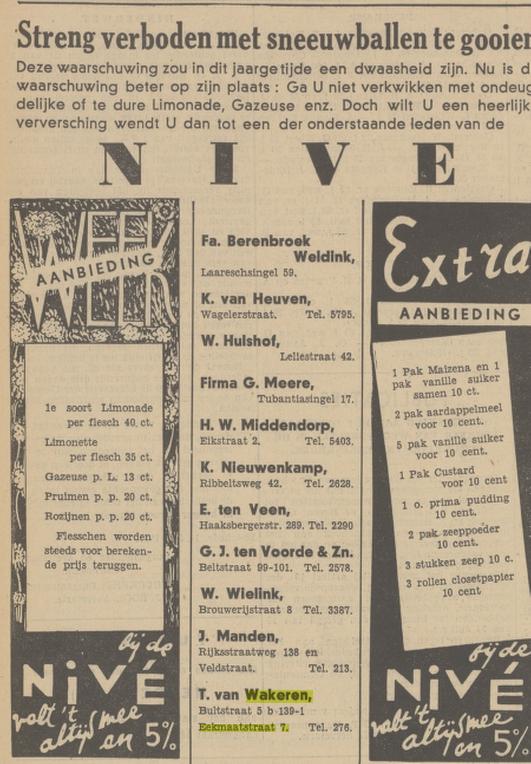 Streng verboden met sneeuwballen te gooien
Deze waarschuwing zou in dit jaargetijde een dwaasheid zijn. Nu is d
waarschuwing beter op zijn plaats : Ga U niet verkwikken met ondeug
delijke of te dure Limonade, Gazeuse enz. Doch wilt U een heerlijk
verversching wendt U dan tot een der onderstaande leden van de
NIVE
WEEK
AANBIEDING
WEEK
1e soort Limonade
per flesch 40. ct.
Limonette
per flesch 35 ct.
Gazeuse p. L. 13 ct.
Pruimen p. p. 20 ct.
Rozijnen p. p. 20 ct.
Flesschen worden
steeds voor bereken-
de prijs teruggen.
bij de
NiVÉ
valt 't
altijd mee
en 5%
Fa. Berenbroek
Weldink,
Laareschsingel 59.
K. van Heuven,
Wagelerstraat. Tel. 5795.
W. Hulshof,
Leliestraat 42.
Firma G. Meere,
Tubantiasingel 17.
H. W. Middendorp,
Eikstraat 2. Tel. 5403.
K. Nieuwenkamp,
Ribbeltsweg 42. Tel. 2628.
E. ten Veen,
Haaksbergerstr. 289. Tel. 2290
G. J. ten Voorde & Zn.
Beltstraat 99-101. Tel. 2578.
W. Wielink,
Brouwerijstraat 8 Tel. 3387.
J. Manden,
Rijksstraatweg 138 en
Veldstraat. Tel. 213.
T. van Wakeren,
Bultstraat 5 b 139-1
Eekmaatstraat 7. Tel. 276.
Extra
AANBIEDING
1 Pak Maizena en 1
pak vanille suiker
samen 10 ct.
2 pak aardappelmeel
voor 10 cent.
5 pak vanille suiker
voor 10 cent.
1 Pak Custard
voor 10 cent
1 o. prima pudding
10 cent.
2 pak zeeppoeder
10 cent.
3 stukken zeep 10 c.
3 rollen closetpapier
10 cent
bij de
NiVÉ
valt 't
altijd mee
en 5%